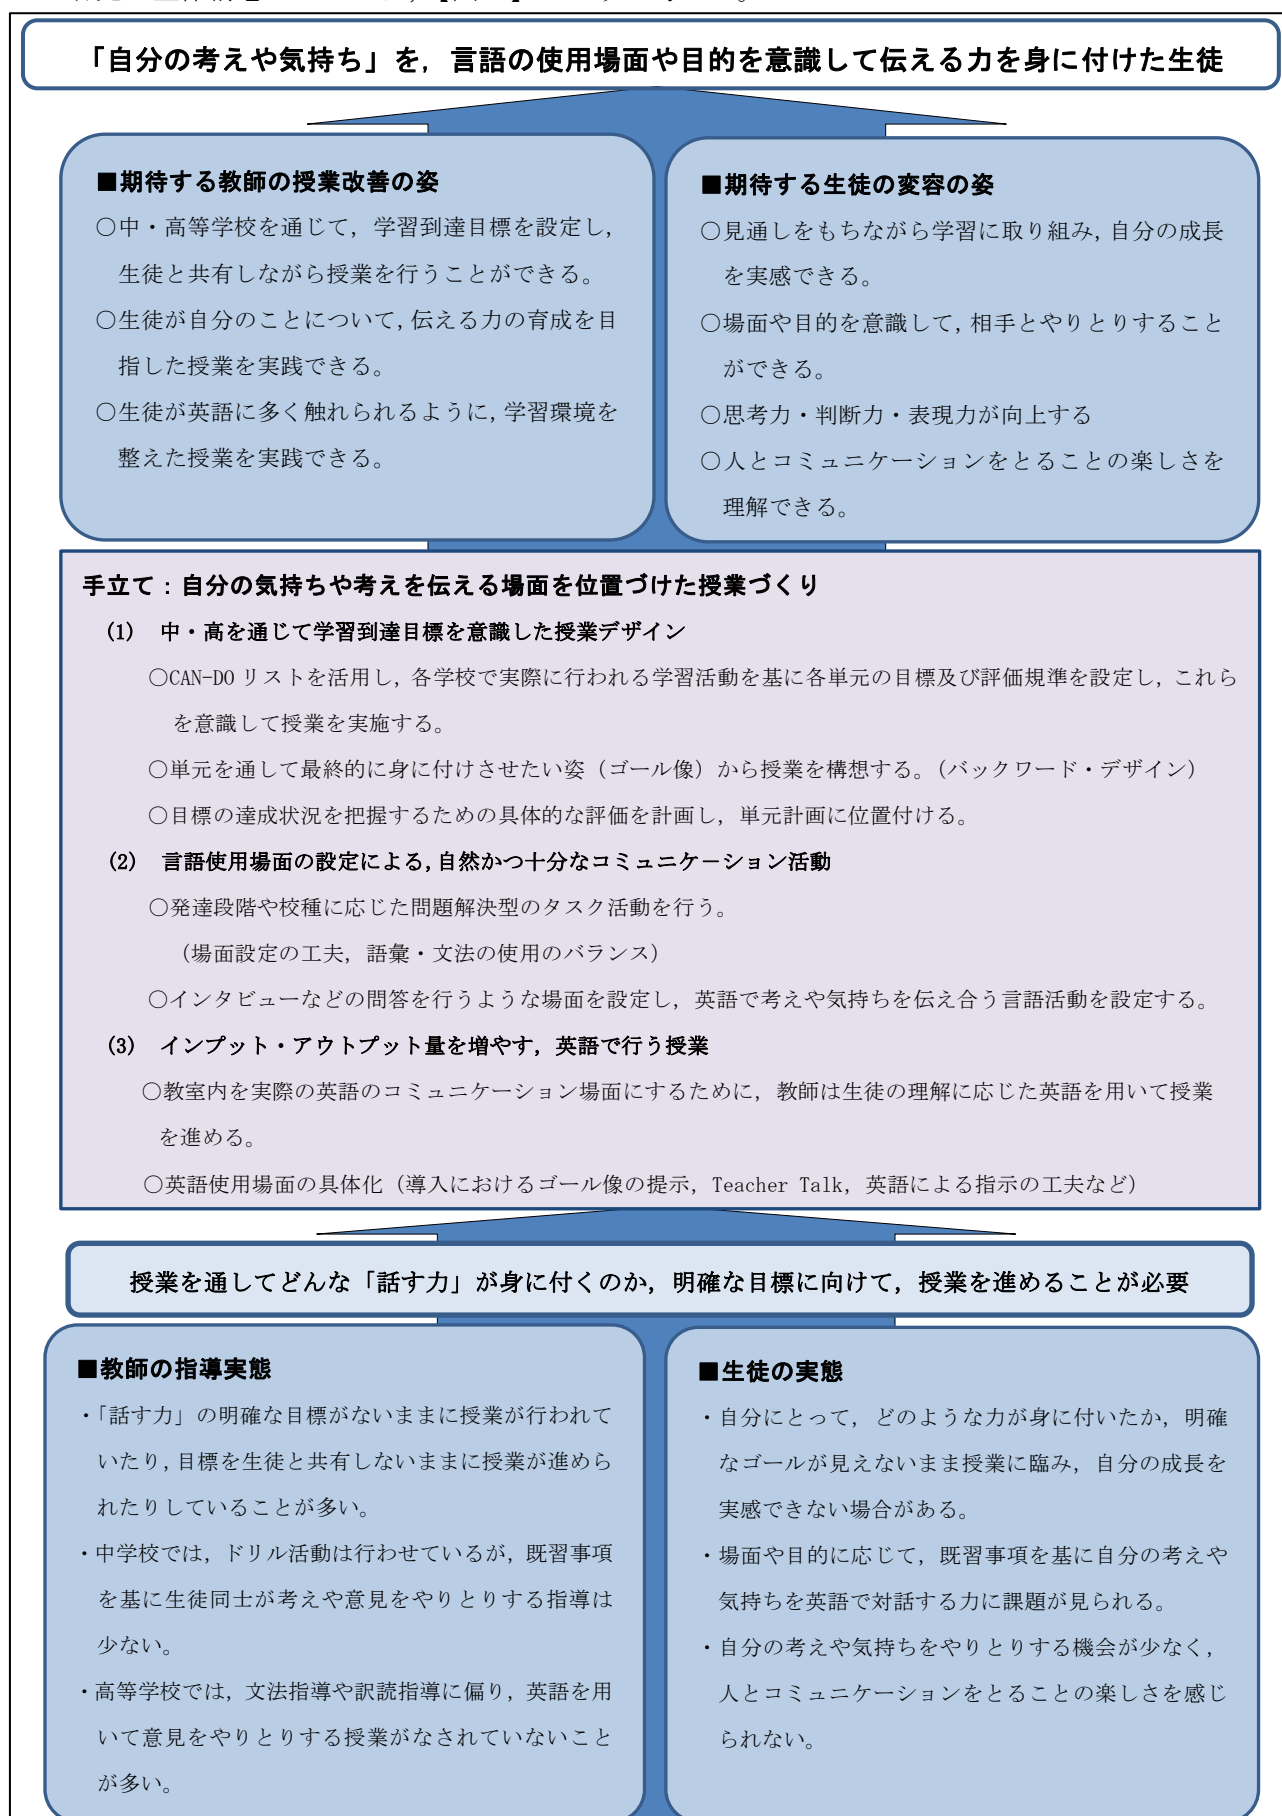 「自分の考えや気持ち」を，言語の使用場面や目的を意識して伝える力を身に付けた生徒
■期待する教師の授業改善の姿
○中・高等学校を通じて，学習到達目標を設定し，
生徒と共有しながら授業を行うことができる。
○生徒が自分のことについて，伝える力の育成を目
指した授業を実践できる。
○生徒が英語に多く触れられるように，学習環境を
整えた授業を実践できる。
■期待する生徒の変容の姿
○見通しをもちながら学習に取り組み，自分の成長
を実感できる。
○場面や目的を意識して，相手とやりとりすること
ができる。
○思考力・判断力・表現力が向上する
○人とコミュニケーションをとることの楽しさを
理解できる。
手立て：自分の気持ちや考えを伝える場面を位置づけた授業づくり
(1) 中・高を通じて学習到達目標を意識した授業デザイン
○CAN-DO リストを活用し，各学校で実際に行われる学習活動を基に各単元の目標及び評価規準を設定し，これら
を意識して授業を実施する。
○単元を通して最終的に身に付けさせたい姿（ゴール像）から授業を構想する。（バックワード・デザイン）
○目標の達成状況を把握するための具体的な評価を計画し，単元計画に位置付ける。
(2) 言語使用場面の設定による，自然かつ十分なコミュニケーション活動
○発達段階や校種に応じた問題解決型のタスク活動を行う。
（場面設定の工夫，語彙・文法の使用のバランス）
○インタビューなどの問答を行うような場面を設定し，英語で考えや気持ちを伝え合う言語活動を設定する。
(3) インプット・アウトプット量を増やす，英語で行う授業
○教室内を実際の英語のコミュニケーション場面にするために，教師は生徒の理解に応じた英語を用いて授業
を進める。
○英語使用場面の具体化（導入におけるゴール像の提示，Teacher Talk，英語による指示の工夫など）
授業を通してどんな「話す力」が身に付くのか，明確な目標に向けて，授業を進めることが必要
■教師の指導実態
・「話す力」の明確な目標がないままに授業が行われて
いたり，目標を生徒と共有しないままに授業が進めら
れたりしていることが多い。
・中学校では，ドリル活動は行わせているが，既習事項
を基に生徒同士が考えや意見をやりとりする指導は
少ない。
・高等学校では，文法指導や訳読指導に偏り，英語を用
いて意見をやりとりする授業がなされていないこと
が多い。
■生徒の実態
・自分にとって，どのような力が身に付いたか，明確
なゴールが見えないまま授業に臨み，自分の成長を
実感できない場合がある。
・場面や目的に応じて，既習事項を基に自分の考えや
気持ちを英語で対話する力に課題が見られる。
・自分の考えや気持ちをやりとりする機会が少なく，
人とコミュニケーションをとることの楽しさを感じ
られない。